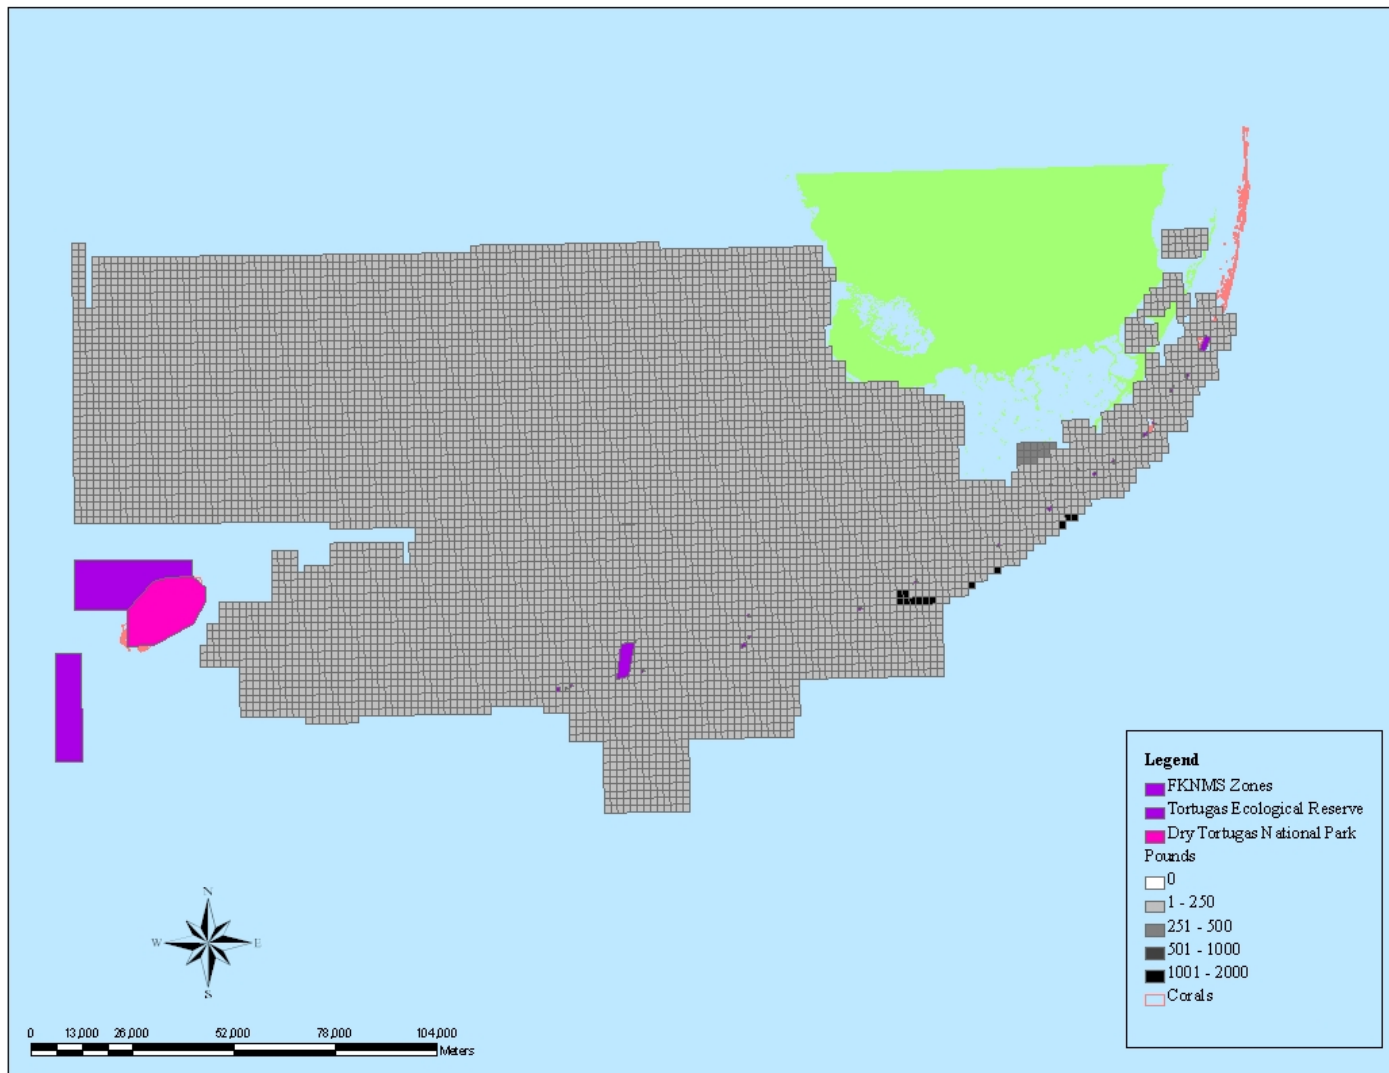 Legend
FKNMS Zones
Tortugas Ecological Reserve
Dry Tortugas National Park
Pounds
0
1 - 250
251 - 500
501 - 1000
1001 - 2000
Corals
N
W E
S
0 13,000 26,000 52,000 78,000 104,000
Meters